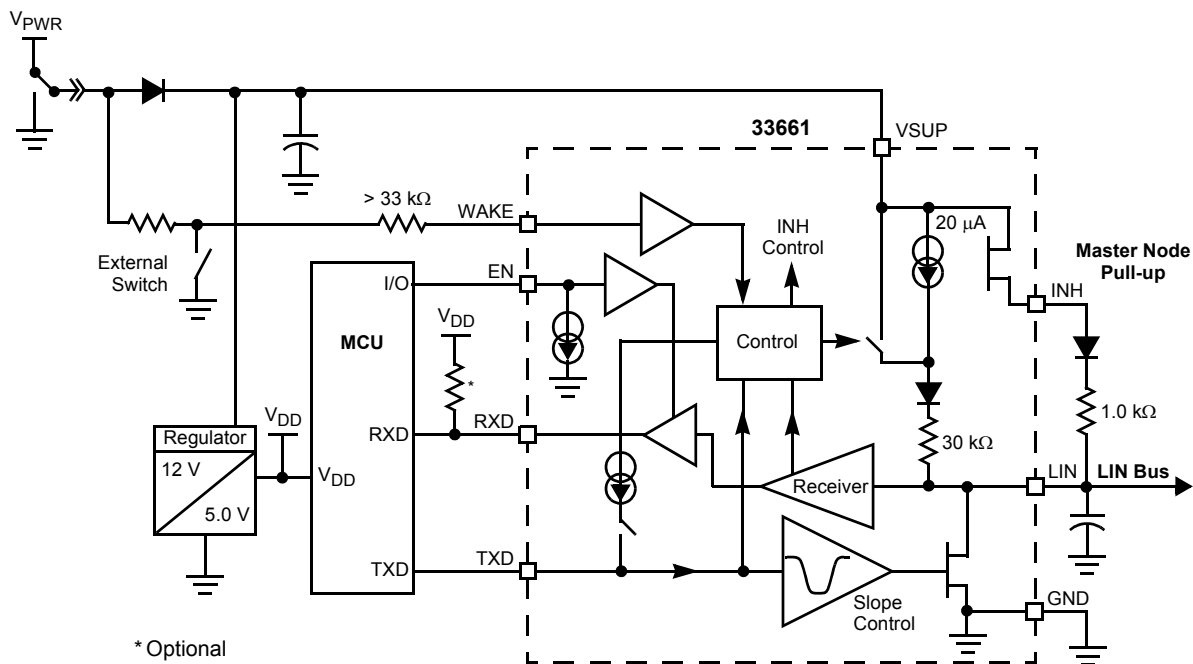 VPWR
33661
VSUP
> 33 kΩ
WAKE
20 μA
INH
Control
Master Node
Pull-up
External
Switch
I/O
EN
INH
VDD
MCU
Control
*
1.0 kΩ
VDD
RXD
RXD
30 kΩ
Regulator
12 V
5.0 V
VDD
Receiver
LIN
LIN Bus
TXD
TXD
Slope
Control
GND
* Optional